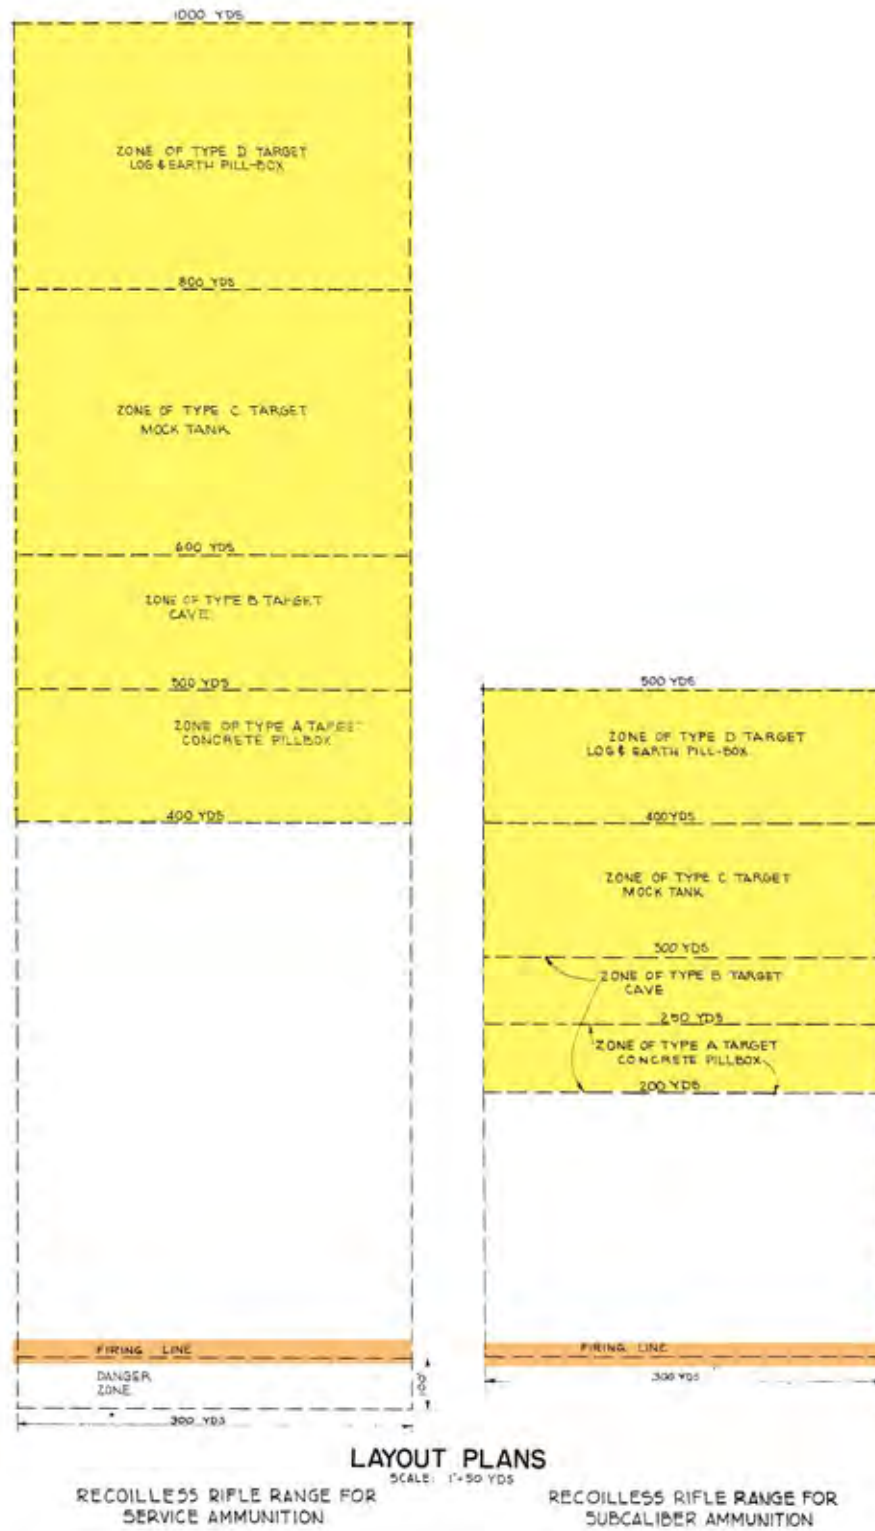 1000 YDS
ZONE OF TYPE D TARGET
LOG & EARTH PILL-BOX
800 YDS
ZONE OF TYPE C TARGET
MOCK TANK
600 YDS
ZONE OF TYPE B TARGET
CAVE
500 YDS
ZONE OF TYPE A TARGET
CONCRETE PILLBOX
400 YDS
FIRING LINE
DANGER
ZONE
300 YDS
500 YDS
ZONE OF TYPE D TARGET
LOG & EARTH PILL-BOX
400 YDS
ZONE OF TYPE C TARGET
MOCK TANK
300 YDS
ZONE OF TYPE B TARGET
CAVE
250 YDS
ZONE OF TYPE A TARGET
CONCRETE PILLBOX
200 YDS
FIRING LINE
300 YDS
LAYOUT PLANS
SCALE: 1"=50 YDS
RECOILLESS RIFLE RANGE FOR
SERVICE AMMUNITION
RECOILLESS RIFLE RANGE FOR
SUBCALIBER AMMUNITION